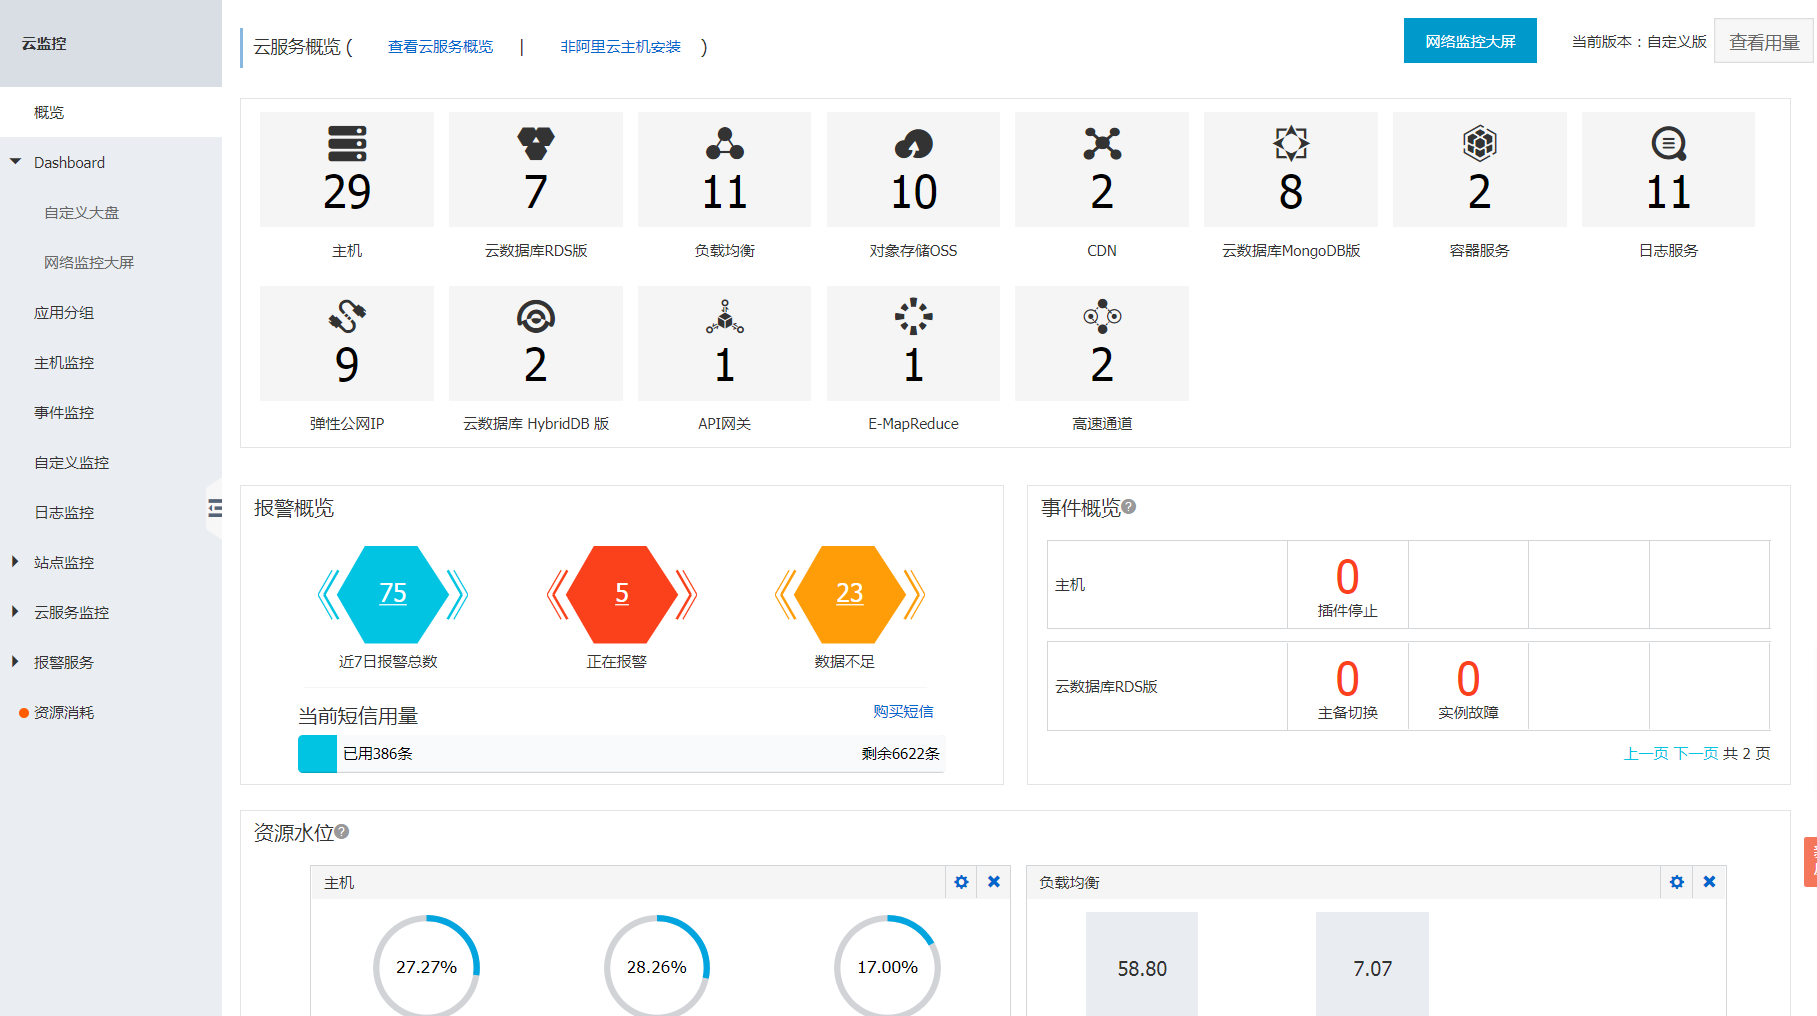 云监控
概览
Dashboard
自定义大盘
网络监控大屏
应用分组
主机监控
事件监控
自定义监控
日志监控
站点监控
云服务监控
报警服务
资源消耗
云服务概览 ( 查看云服务概览 | 非阿里云主机安装 )
网络监控大屏
当前版本：自定义版
查看用量
29 7 11 10 2 8 2 11
主机 云数据库RDS版 负载均衡 对象存储OSS CDN 云数据库MongoDB版 容器服务 日志服务
9 2 1 1 2
弹性公网IP 云数据库 HybridDB 版 API网关 E-MapReduce 高速通道
报警概览
75 5 23
近7日报警总数 正在报警 数据不足
当前短信用量 购买短信
已用386条 剩余6622条
事件概览
主机
0
插件停止
云数据库RDS版
0 0
主备切换 实例故障
上一页 下一页 共 2 页
资源水位
主机
27.27% 28.26% 17.00%
负载均衡
58.80 7.07